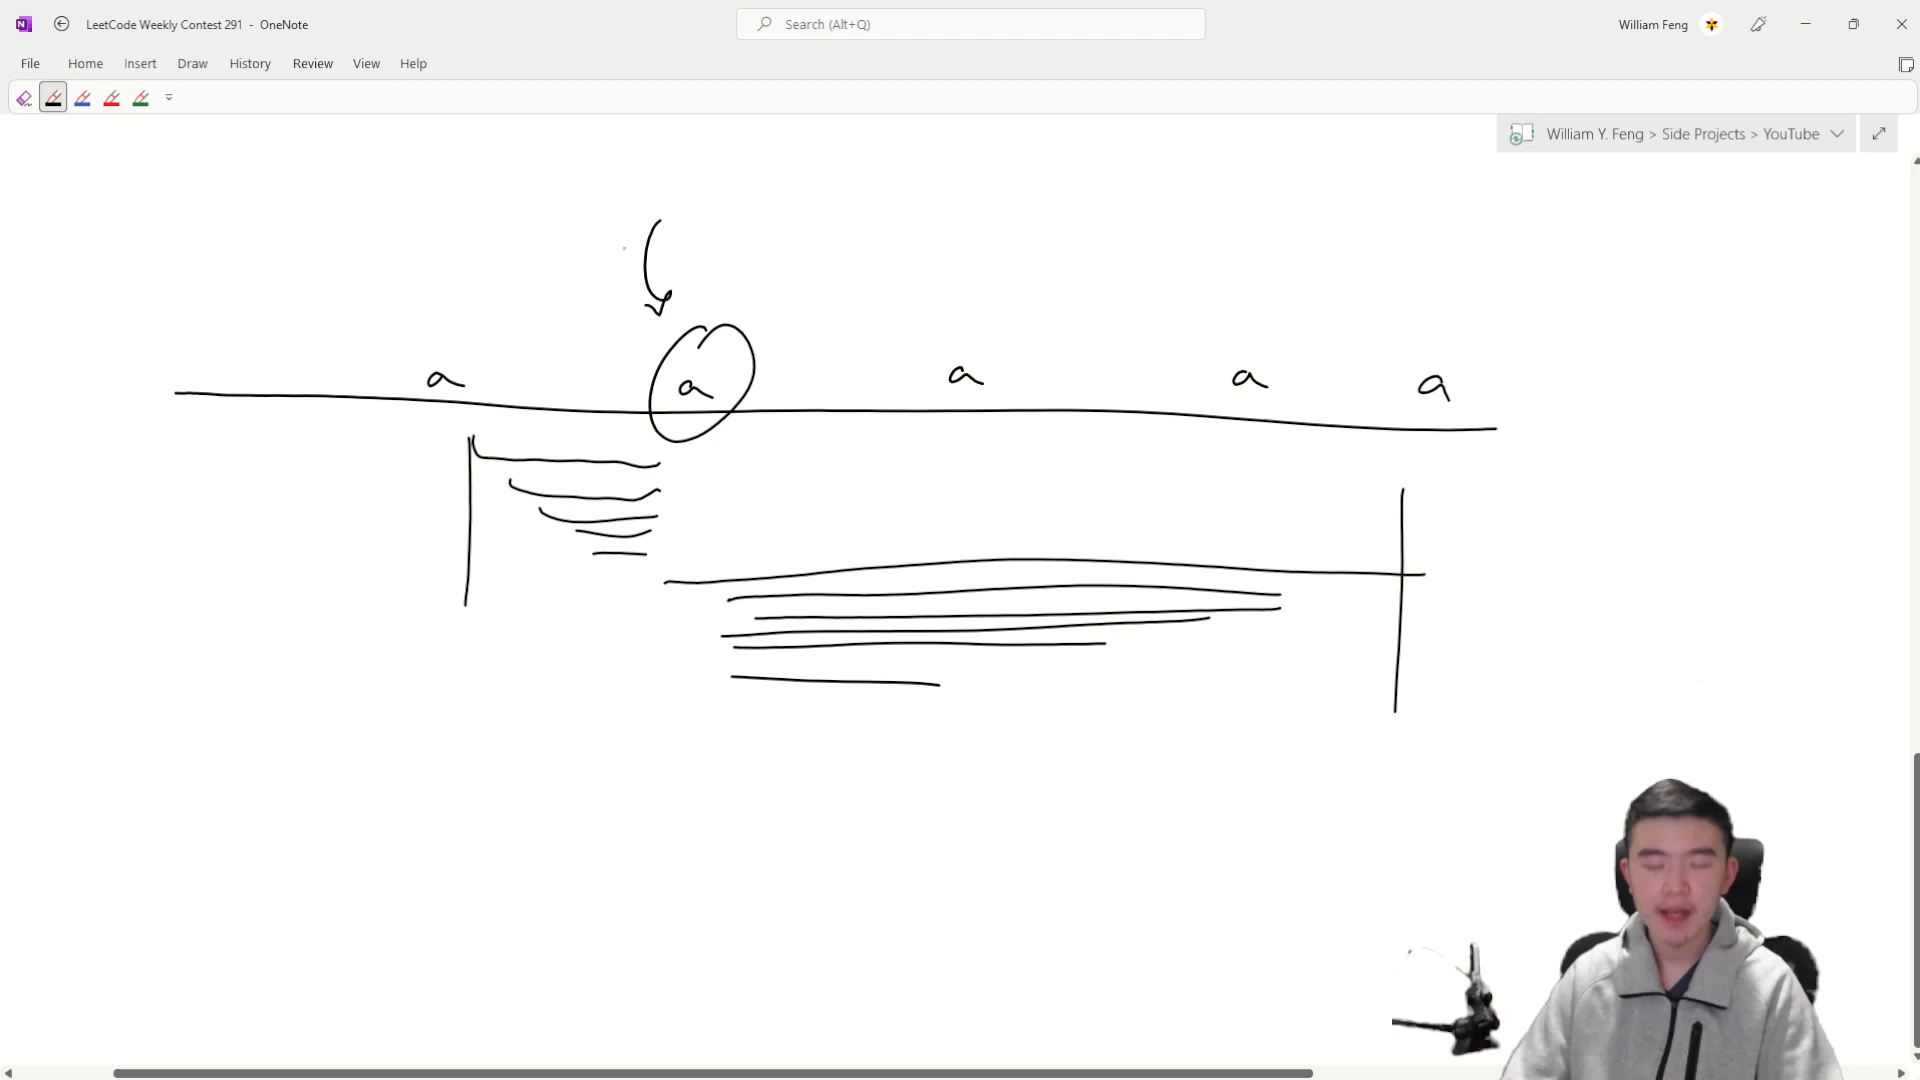 LeetCode Weekly Contest 291 - OneNote
Search (Alt+Q)
William Feng
File Home Insert Draw History Review View Help
William Y. Feng > Side Projects > YouTube
a a a a a